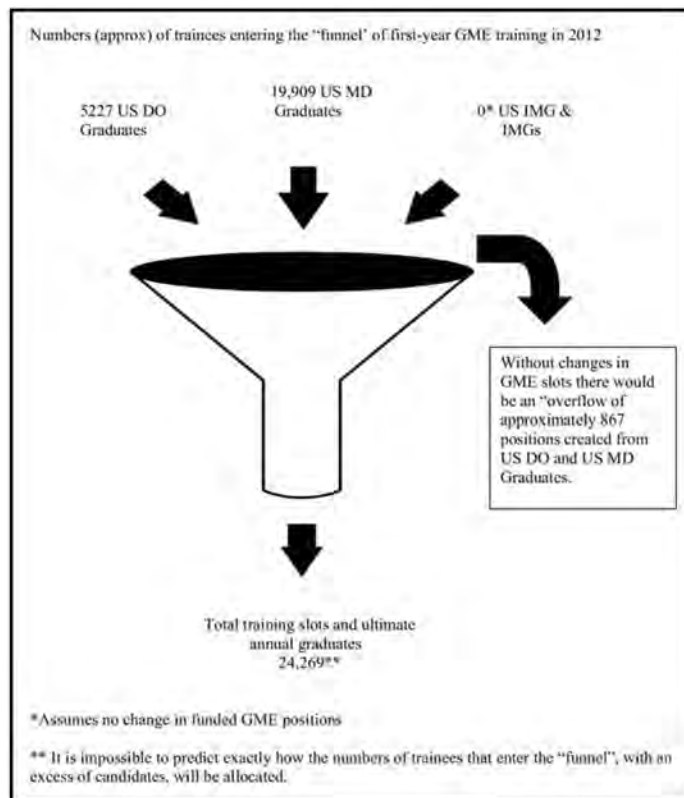 Numbers (approx) of trainees entering the “funnel’ of first-year GME training in 2012
5227 US DO
Graduates
19,909 US MD
Graduates
0* US IMG &
IMGs
Without changes in
GME slots there would
be an “overflow of
approximately 867
positions created from
US DO and US MD
Graduates.
Total training slots and ultimate
annual graduates
24,269**
*Assumes no change in funded GME positions
** It is impossible to predict exactly how the numbers of trainees that enter the “funnel”, with an
excess of candidates, will be allocated.